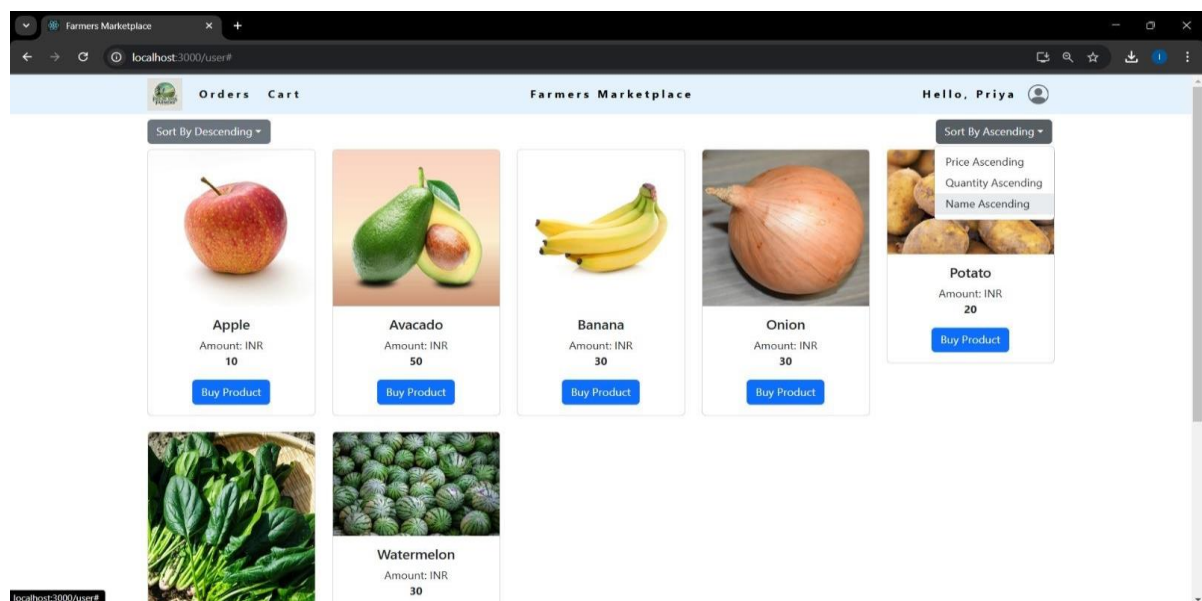 Farmers Marketplace
localhost:3000/user#
Orders Cart
Farmers Marketplace
Hello, Priya
Sort By Descending
Sort By Ascending
Price Ascending
Quantity Ascending
Name Ascending
Apple
Amount: INR
10
Buy Product
Avacado
Amount: INR
50
Buy Product
Banana
Amount: INR
30
Buy Product
Onion
Amount: INR
30
Buy Product
Potato
Amount: INR
20
Buy Product
Watermelon
Amount: INR
30
localhost:3000/user#